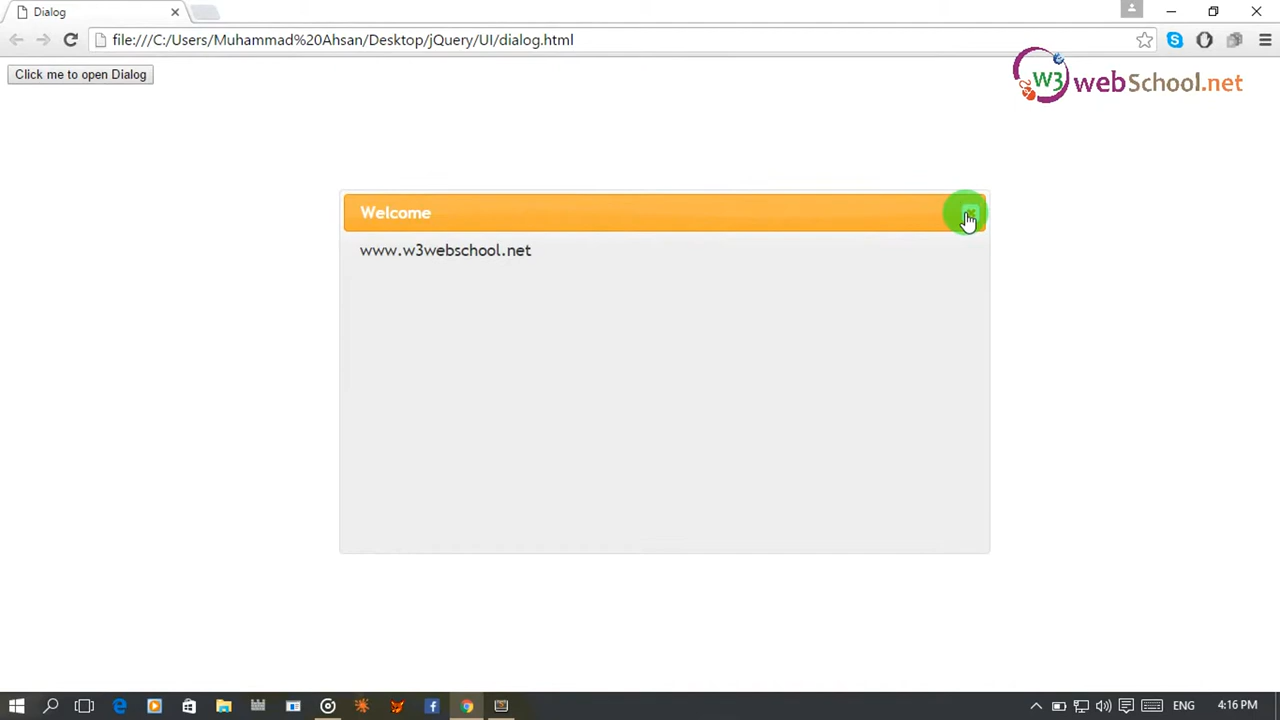 Dialog
file:///C:/Users/Muhammad%20Ahsan/Desktop/jQuery/UI/dialog.html
Click me to open Dialog
W3 webSchool.net
Welcome
www.w3webschool.net
ENG
4:16 PM